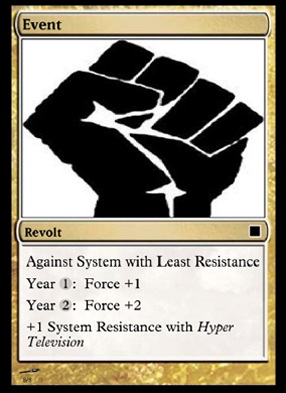 Event
Revolt
Against System with Least Resistance
Year 1: Force +1
Year 2: Force +2
+1 System Resistance with Hyper
Television